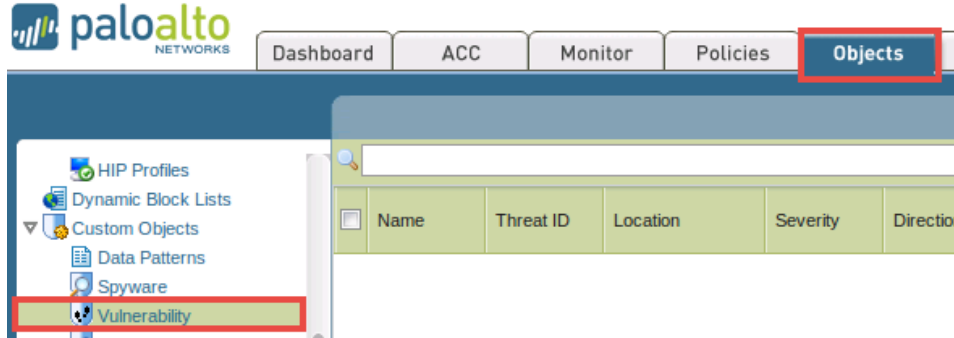 paloalto
NETWORKS
Dashboard ACC Monitor Policies Objects
HIP Profiles
Dynamic Block Lists
Custom Objects
Data Patterns
Spyware
Vulnerability
Name Threat ID Location Severity Directio